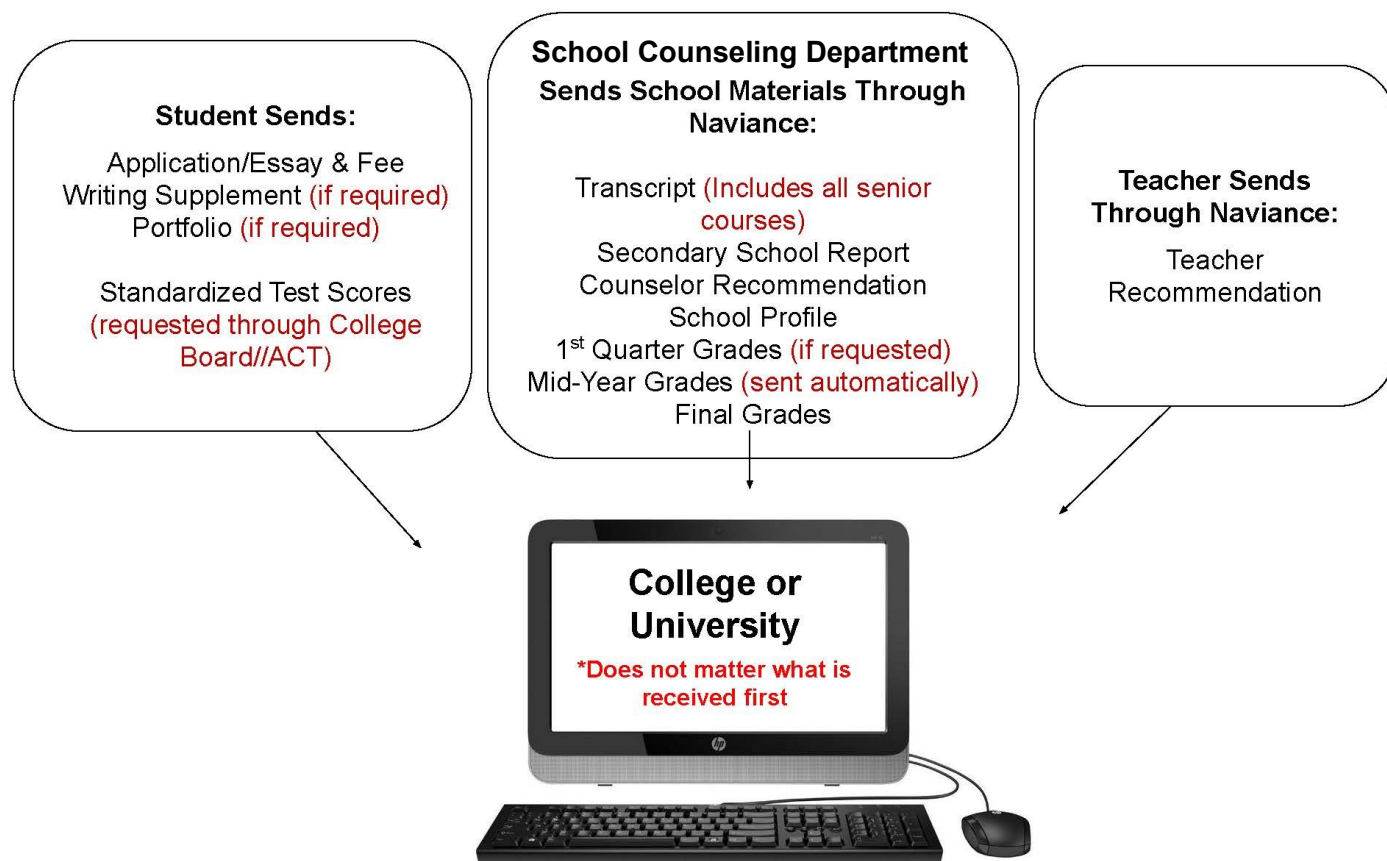 Student Sends:
Application/Essay & Fee
Writing Supplement (if required)
Portfolio (if required)
Standardized Test Scores
(requested through College
Board//ACT)
School Counseling Department
Sends School Materials Through
Naviance:
Transcript (Includes all senior
courses)
Secondary School Report
Counselor Recommendation
School Profile
1st Quarter Grades (if requested)
Mid-Year Grades (sent automatically)
Final Grades
Teacher Sends
Through Naviance:
Teacher
Recommendation
College or
University
*Does not matter what is
received first
hp